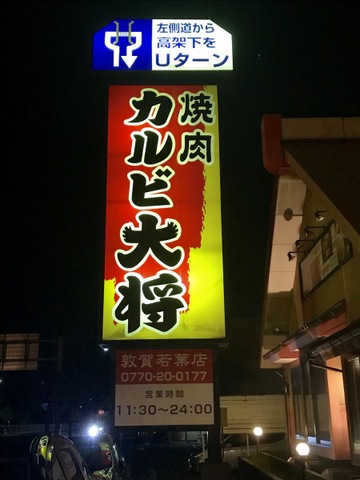 左側道から
高架下を
Uターン
焼肉
カルビ大将
敦賀若葉店
0770-20-0177
営業時間
11:30〜24:00